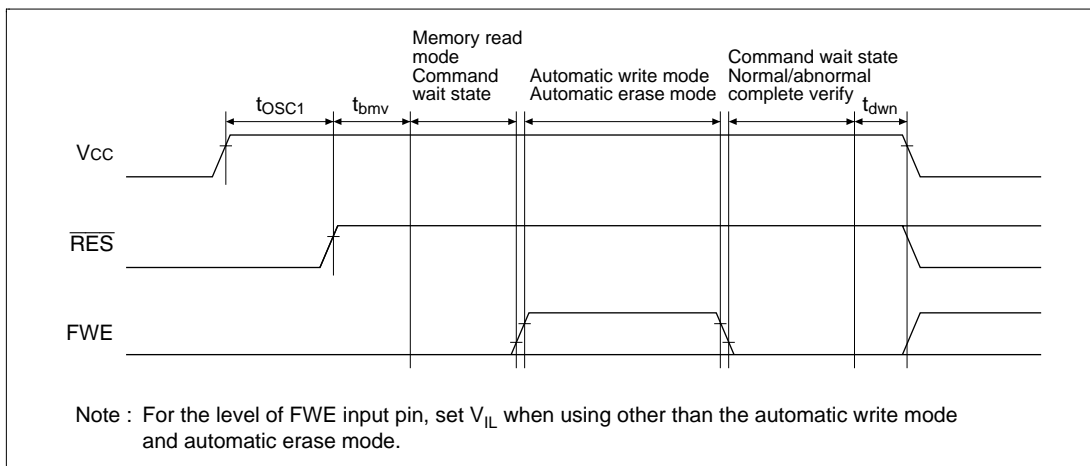 Memory read
mode
Command
wait state
Automatic write mode
Automatic erase mode
Command wait state
Normal/abnormal
complete verify
tOSC1
tbmv
tdwn
VCC
RES
FWE
Note : For the level of FWE input pin, set VIL when using other than the automatic write mode
and automatic erase mode.